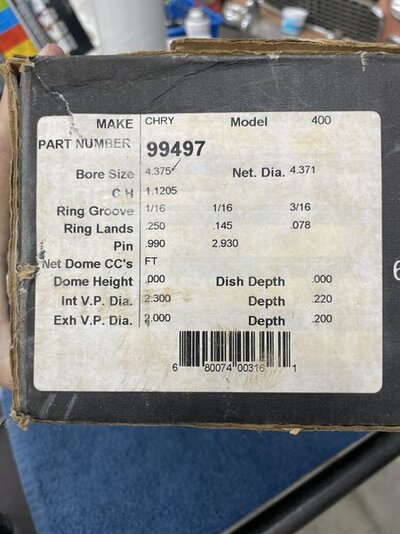 MAKE CHRY Model 400
PART NUMBER 99497
Bore Size 4.375" Net. Dia. 4.371
C H 1.1205
Ring Groove 1/16 1/16 3/16
Ring Lands .250 .145 .078
Pin .990 2.930
Net Dome CC's FT
Dome Height .000 Dish Depth .000
Int V.P. Dia. 2.300 Depth .220
Exh V.P. Dia. 2.000 Depth .200
6 80074 00316 1
6